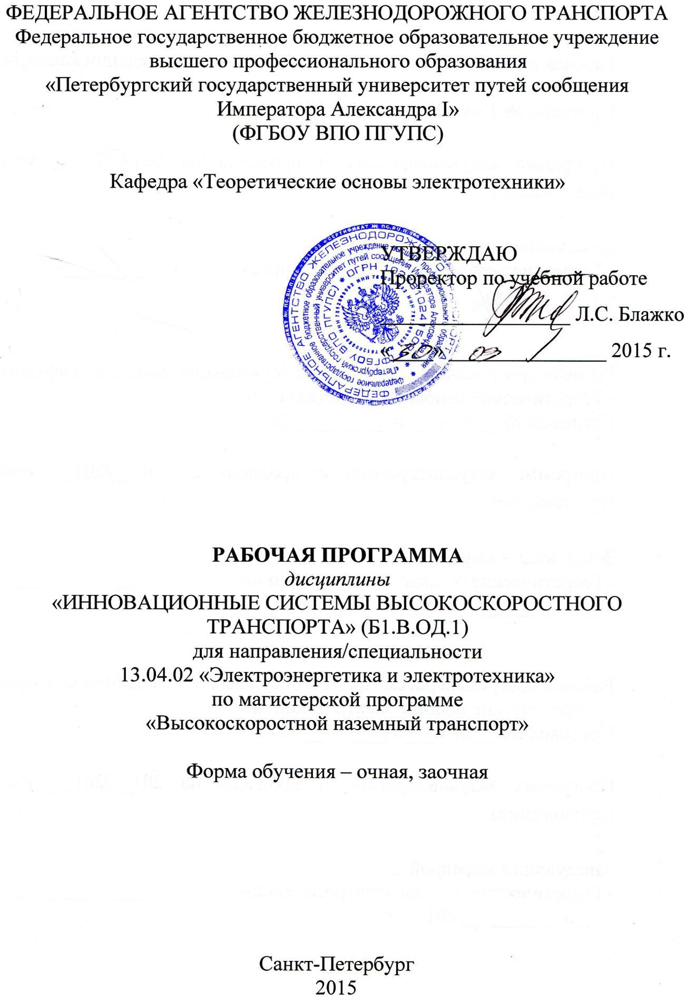 ФЕДЕРАЛЬНОЕ АГЕНТСТВО ЖЕЛЕЗНОДОРОЖНОГО ТРАНСПОРТА
Федеральное государственное бюджетное образовательное учреждение
высшего профессионального образования
«Петербургский государственный университет путей сообщения
Императора Александра I»
(ФГБОУ ВПО ПГУПС)
Кафедра «Теоретические основы электротехники»
УТВЕРЖДАЮ
Проректор по учебной работе
Л.С. Блажко
«30» 03 2015 г.
ФЕДЕРАЛЬНОЕ АГЕНТСТВО ЖЕЛЕЗНОДОРОЖНОГО ТРАНСПОРТА
Федеральное государственное бюджетное образовательное учреждение высшего профессионального образования
«Петербургский государственный университет путей сообщения Императора Александра I»
(ФГБОУ ВПО ПГУПС) * ОГРН
РАБОЧАЯ ПРОГРАММА
дисциплины
«ИННОВАЦИОННЫЕ СИСТЕМЫ ВЫСОКОСКОРОСТНОГО
ТРАНСПОРТА» (Б1.В.ОД.1)
для направления/специальности
13.04.02 «Электроэнергетика и электротехника»
по магистерской программе
«Высокоскоростной наземный транспорт»
Форма обучения – очная, заочная
Санкт-Петербург
2015